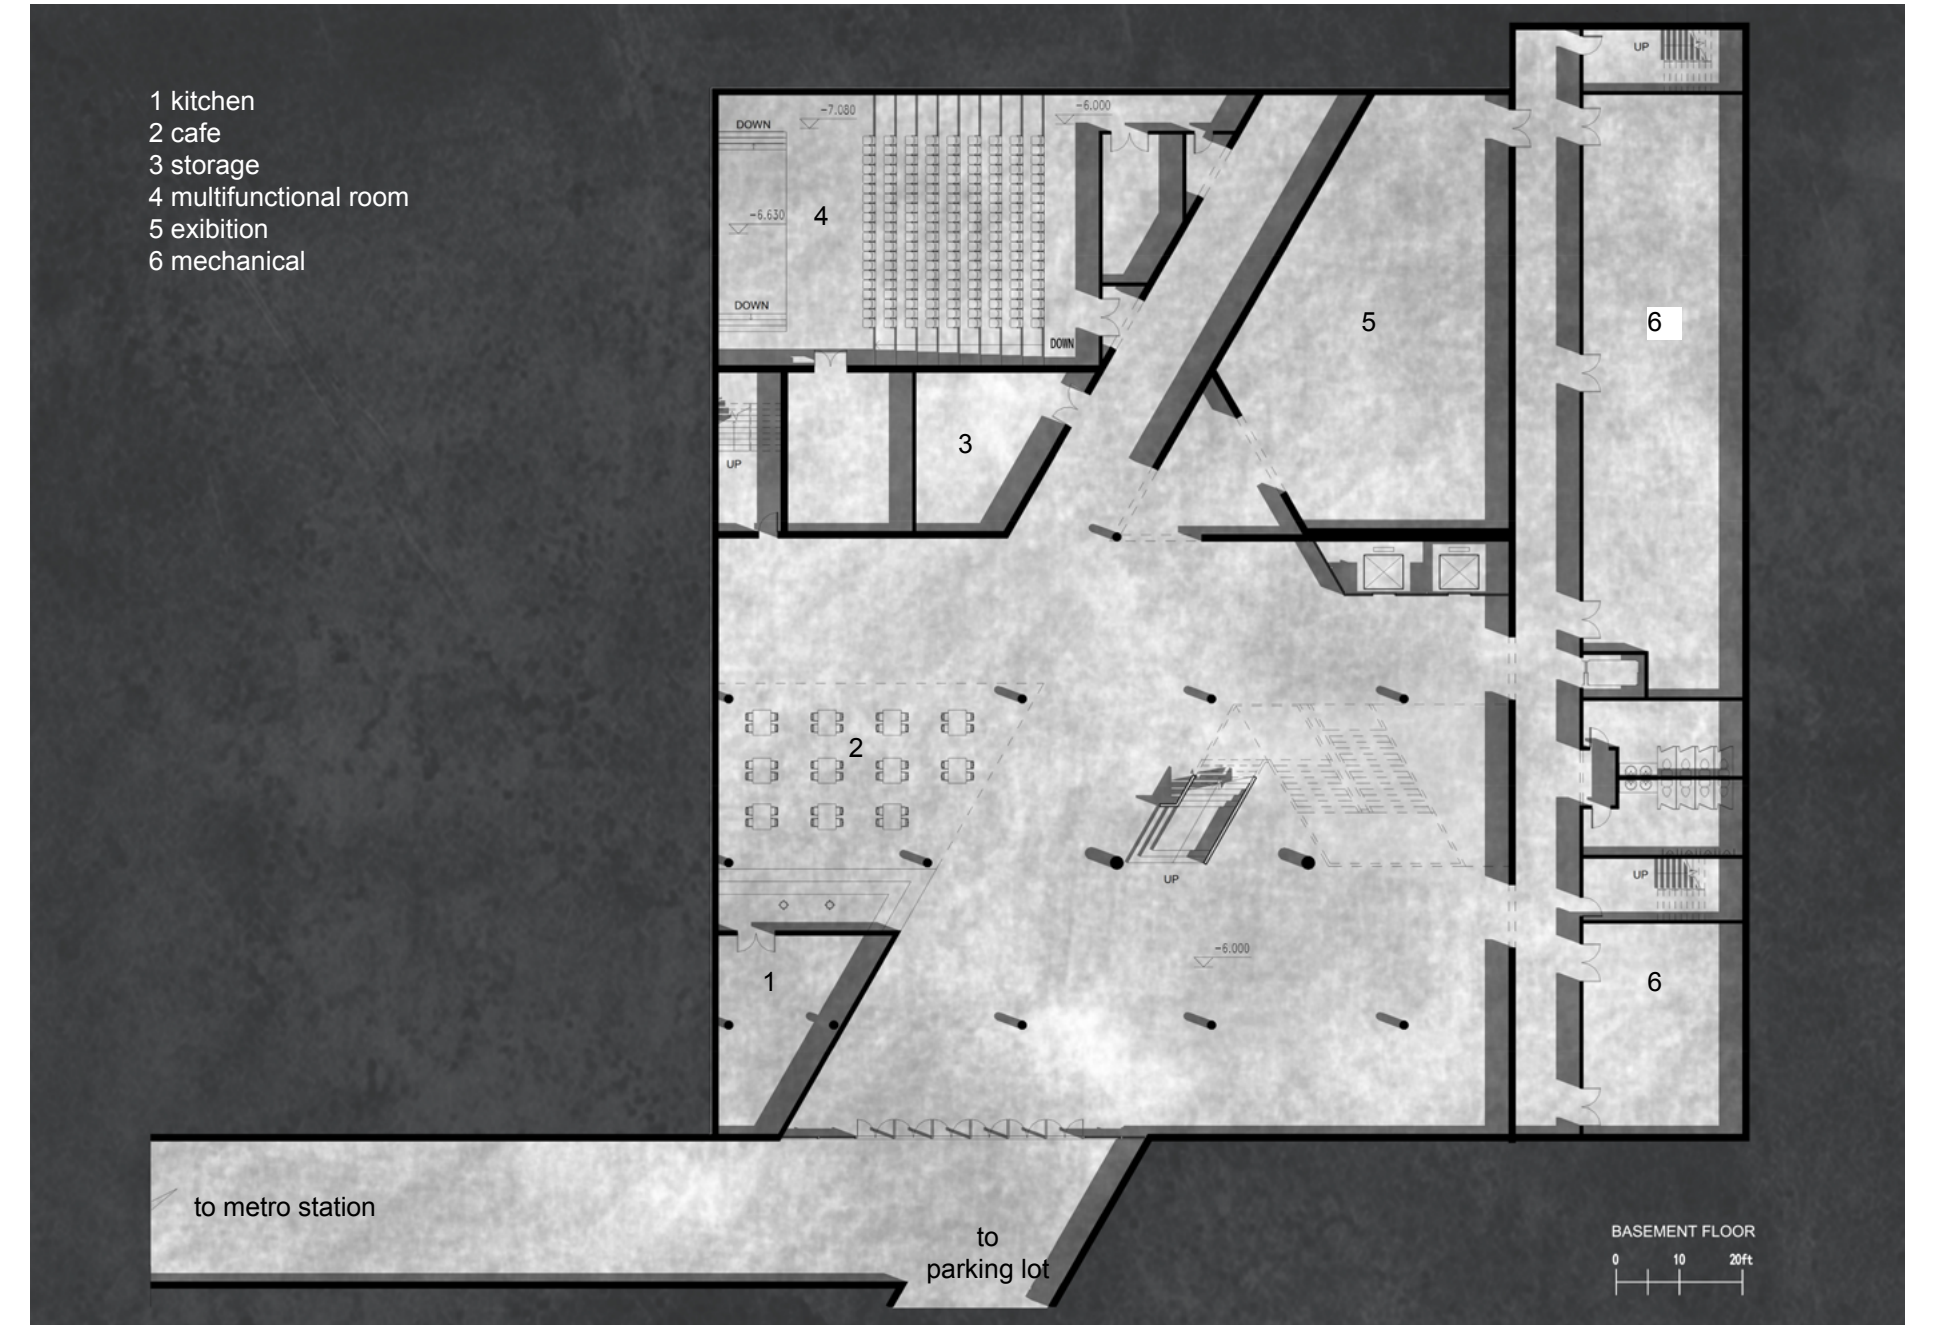 1 kitchen
2 cafe
3 storage
4 multifunctional room
5 exibition
6 mechanical
UP
DOWN
-7.080
-6.000
-6.630
4
DOWN
DOWN
5
6
3
UP
2
UP
UP
-6.000
1
6
to metro station
to
parking lot
BASEMENT FLOOR
0 10 20ft